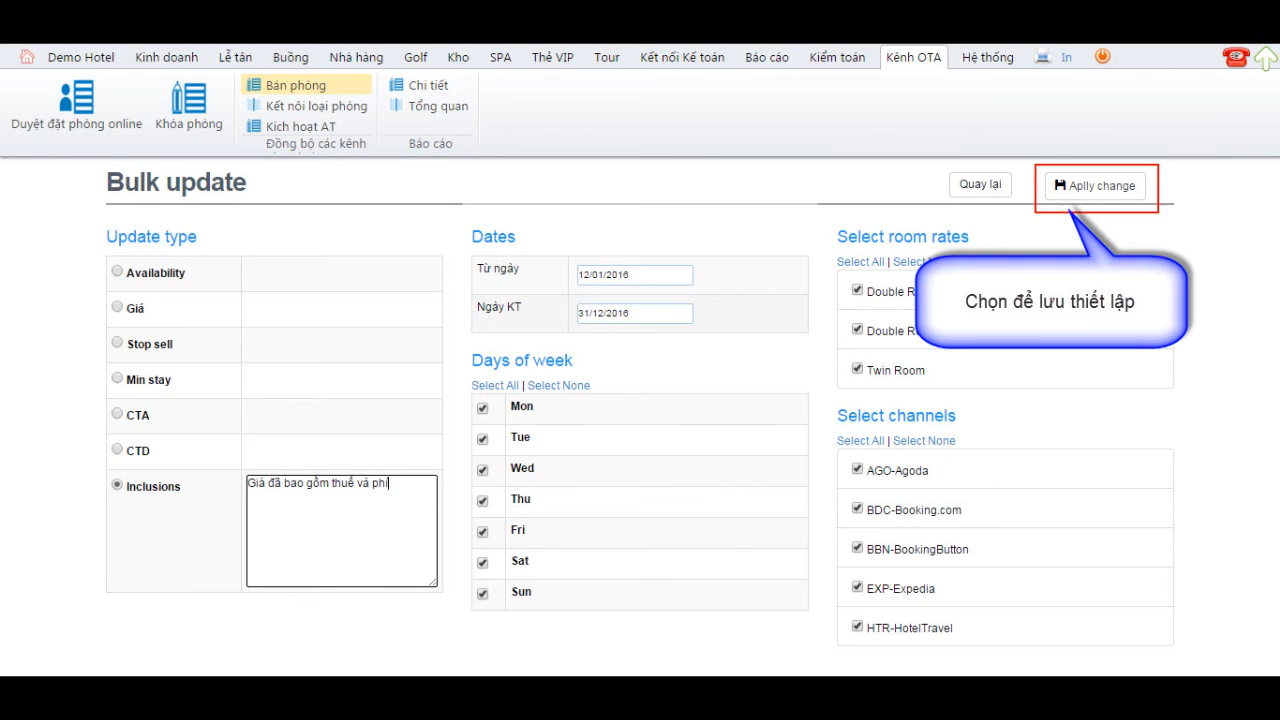 Demo Hotel Kinh doanh Lễ tân Buồng Nhà hàng Golf Kho SPA Thẻ VIP Tour Kết nối Kế toán Báo cáo Kiểm toán Kênh OTA Hệ thống In
Duyệt đặt phòng online
Khóa phòng
Bán phòng
Kết nối loại phòng
Kích hoạt AT
Đồng bộ các kênh
Chi tiết
Tổng quan
Báo cáo
Bulk update
Quay lại
Aplly change
Chọn để lưu thiết lập
Update type
Availability
Giá
Stop sell
Min stay
CTA
CTD
Inclusions
Giá đã bao gồm thuế và phí
Dates
Từ ngày
12/01/2016
Ngày KT
31/12/2016
Days of week
Select All | Select None
Mon
Tue
Wed
Thu
Fri
Sat
Sun
Select room rates
Select All |
Double
Double
Twin Room
Select channels
Select All | Select None
AGO-Agoda
BDC-Booking.com
BBN-BookingButton
EXP-Expedia
HTR-HotelTravel